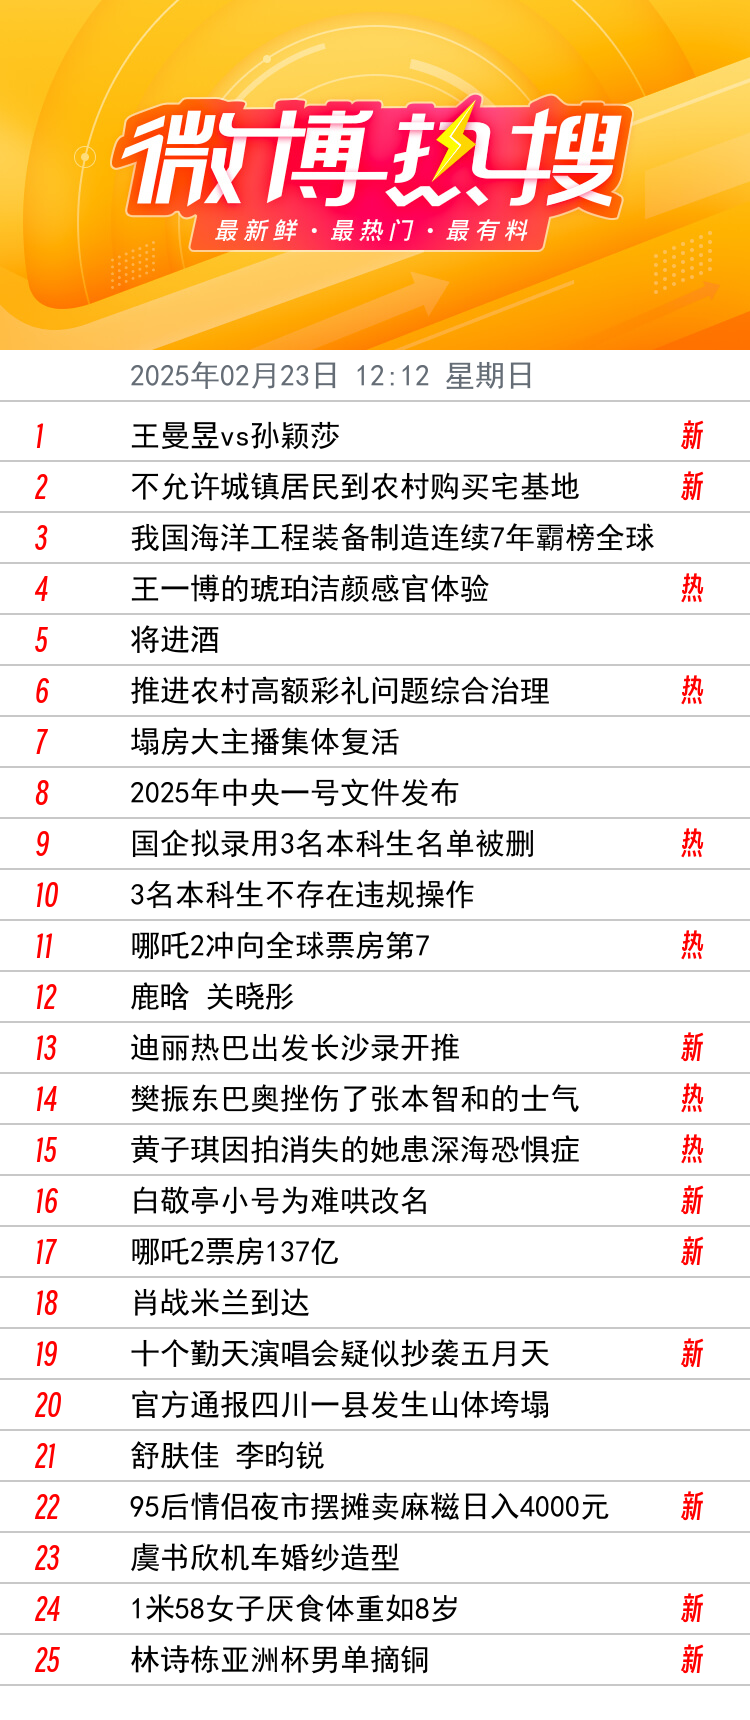 微博热搜
最新鲜·最热门·最有料
2025年02月23日 12:12 星期日
1 王曼昱vs孙颖莎 新
2 不允许城镇居民到农村购买宅基地 新
3 我国海洋工程装备制造连续7年霸榜全球
4 王一博的琥珀洁颜感官体验 热
5 将进酒
6 推进农村高额彩礼问题综合治理 热
7 塌房大主播集体复活
8 2025年中央一号文件发布
9 国企拟录用3名本科生名单被删 热
10 3名本科生不存在违规操作
11 哪吒2冲向全球票房第7 热
12 鹿晗 关晓彤
13 迪丽热巴出发长沙录开推 新
14 樊振东巴奥挫伤了张本智和的士气 热
15 黄子琪因拍消失的她患深海恐惧症 热
16 白敬亭小号为难哄改名 新
17 哪吒2票房137亿 新
18 肖战米兰到达
19 十个勤天演唱会疑似抄袭五月天 新
20 官方通报四川一县发生山体垮塌
21 舒肤佳 李昀锐
22 95后情侣夜市摆摊卖麻糍日入4000元 新
23 虞书欣机车婚纱造型
24 1米58女子厌食体重如8岁 新
25 林诗栋亚洲杯男单摘铜 新